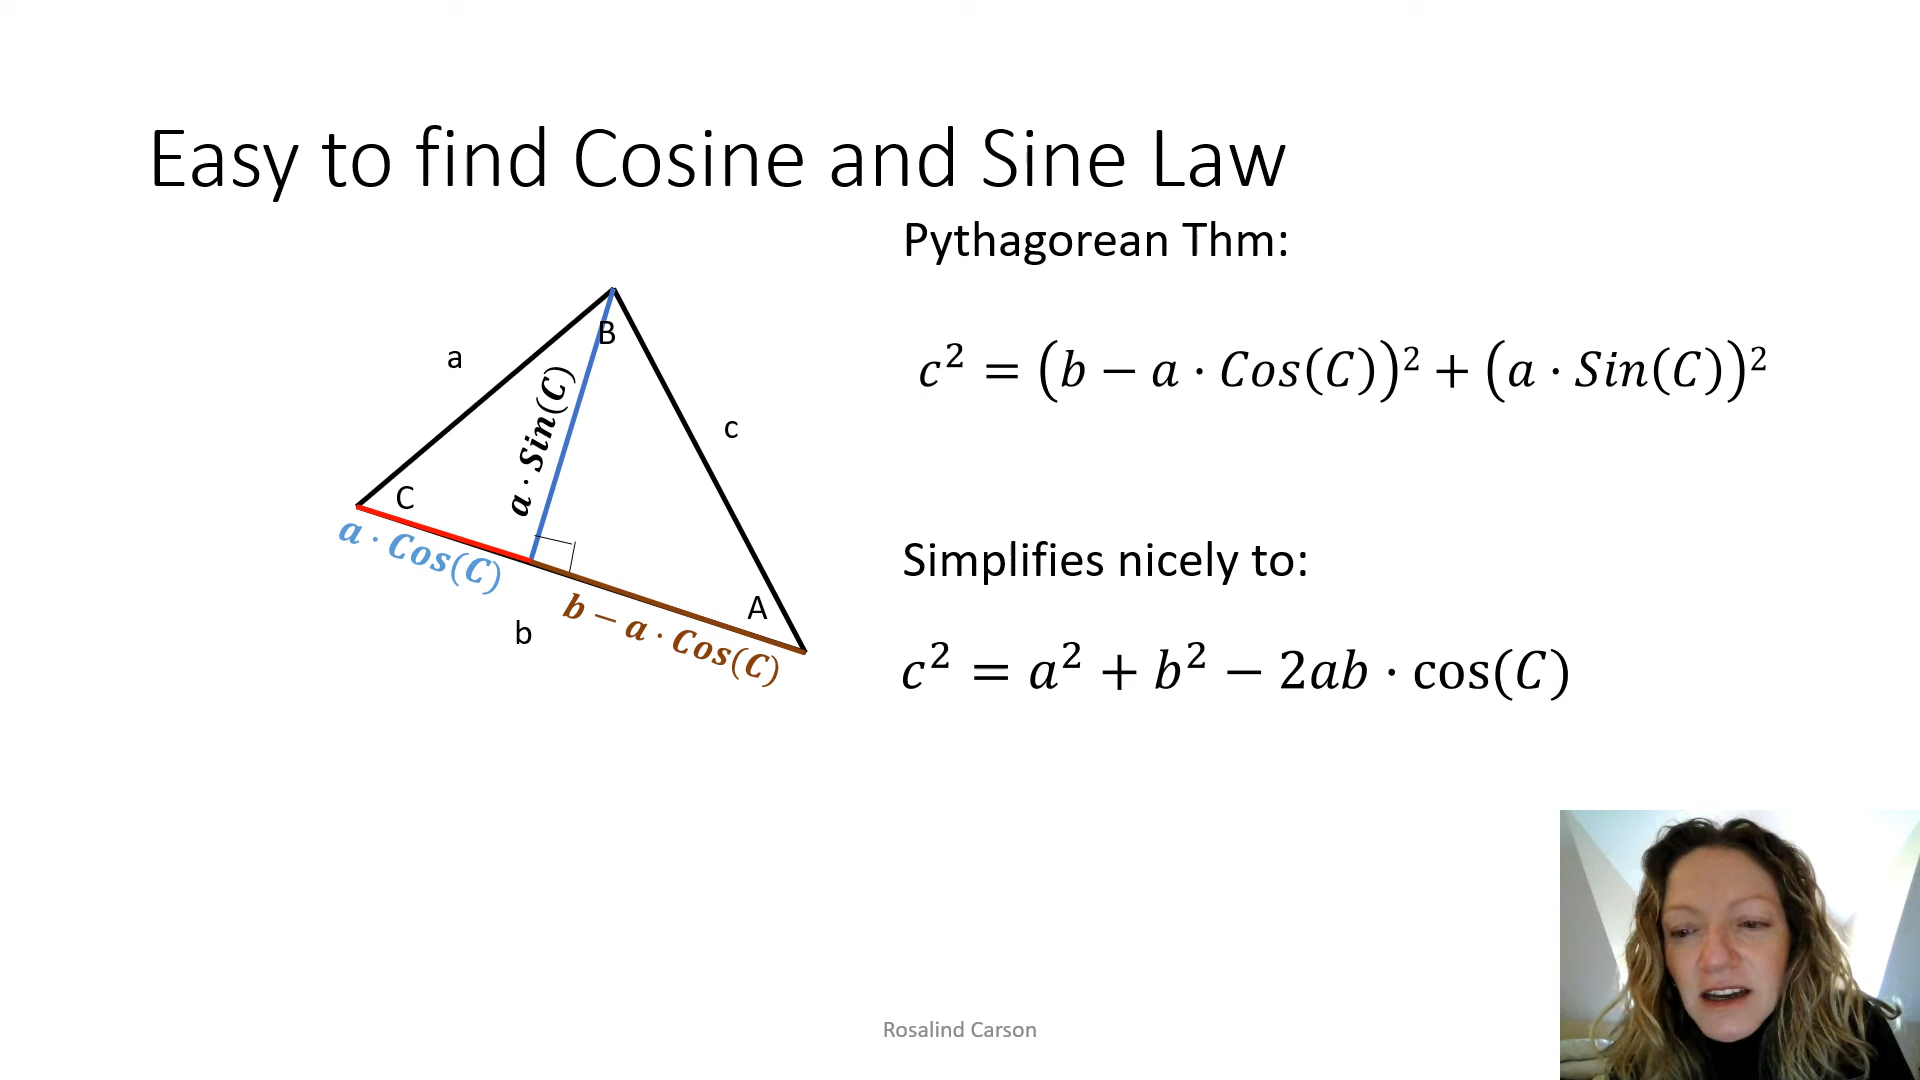 Easy to find Cosine and Sine Law
Pythagorean Thm:
B
a
c² = (b − a · Cos(C))² + (a · Sin(C))²
a · Sin(C)
c
C
a · Cos(C)
Simplifies nicely to:
A
b − a · Cos(C)
b
c² = a² + b² − 2ab · cos(C)
Rosalind Carson